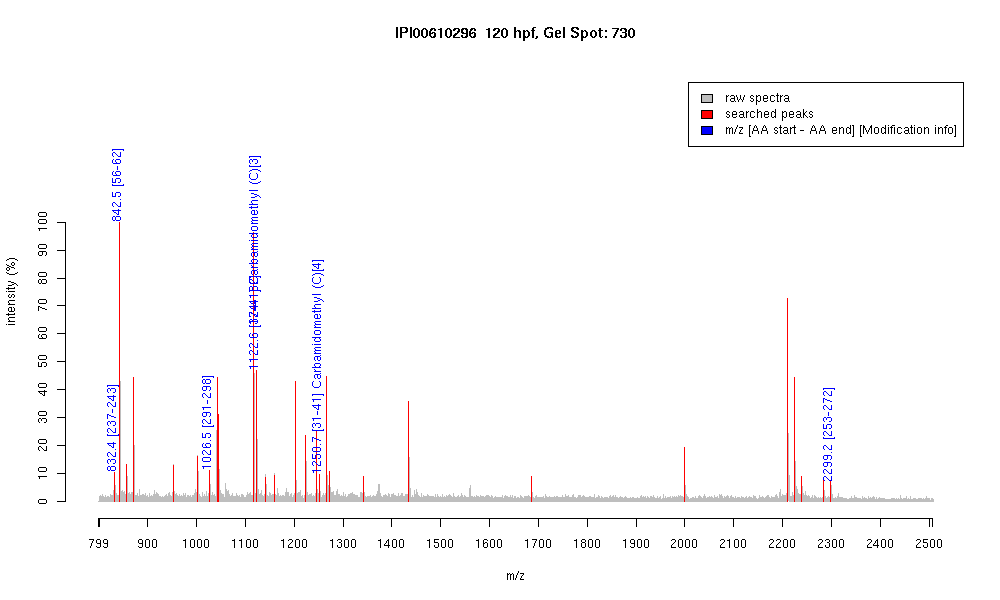 IPI00610296 120 hpf, Gel Spot: 730
raw spectra
searched peaks
m/z [AA start - AA end] [Modification info]
intensity (%)
100
90
80
70
60
50
40
30
20
10
0
832.4 [237-243]
842.5 [56-62]
1026.5 [291-298]
1122.6
Carbamidomethyl (C)[3]
1250.7 [31-41] Carbamidomethyl (C)[4]
2299.2 [253-272]
799 900 1000 1100 1200 1300 1400 1500 1600 1700 1800 1900 2000 2100 2200 2300 2400 2500
m/z